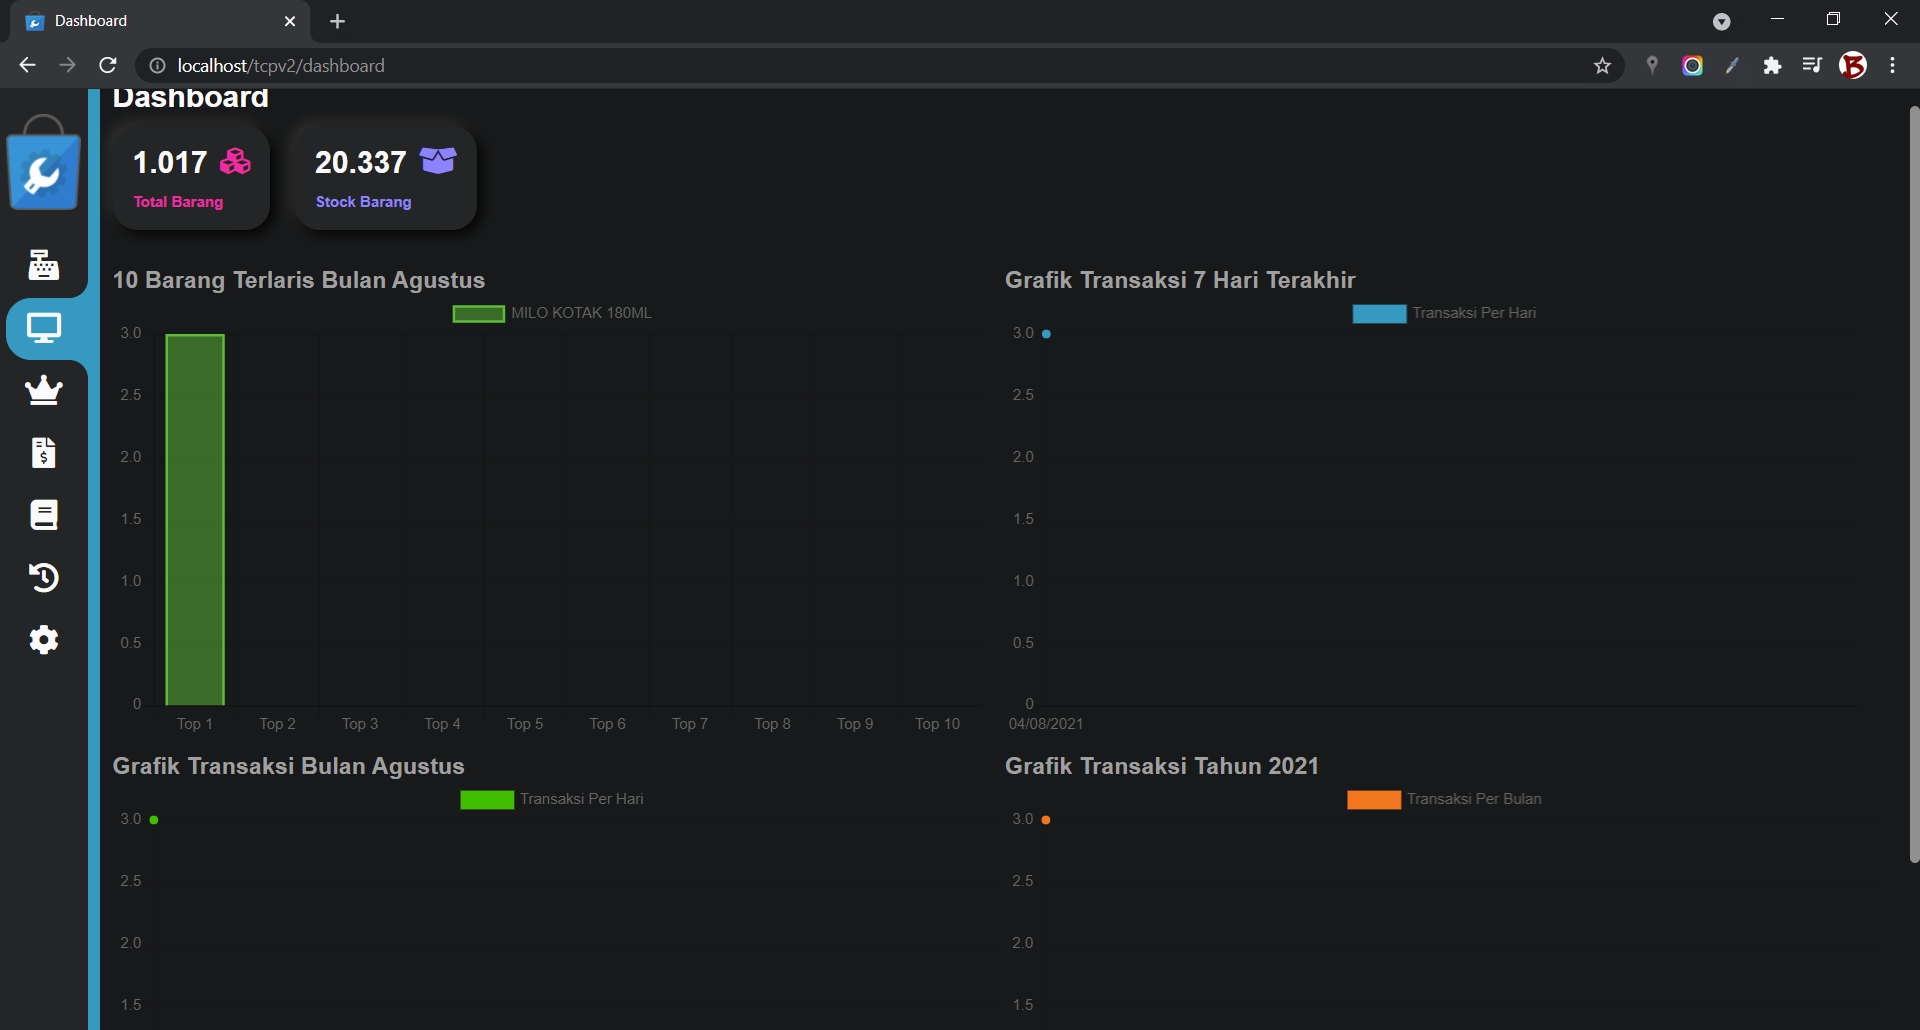 Dashboard
localhost/tcpv2/dashboard
Dashboard
1.017
Total Barang
20.337
Stock Barang
10 Barang Terlaris Bulan Agustus
MILO KOTAK 180ML
3.0
2.5
2.0
1.5
1.0
0.5
0
Top 1 Top 2 Top 3 Top 4 Top 5 Top 6 Top 7 Top 8 Top 9 Top 10
Grafik Transaksi 7 Hari Terakhir
Transaksi Per Hari
3.0
2.5
2.0
1.5
1.0
0.5
0
04/08/2021
Grafik Transaksi Bulan Agustus
Transaksi Per Hari
3.0
2.5
2.0
1.5
Grafik Transaksi Tahun 2021
Transaksi Per Bulan
3.0
2.5
2.0
1.5